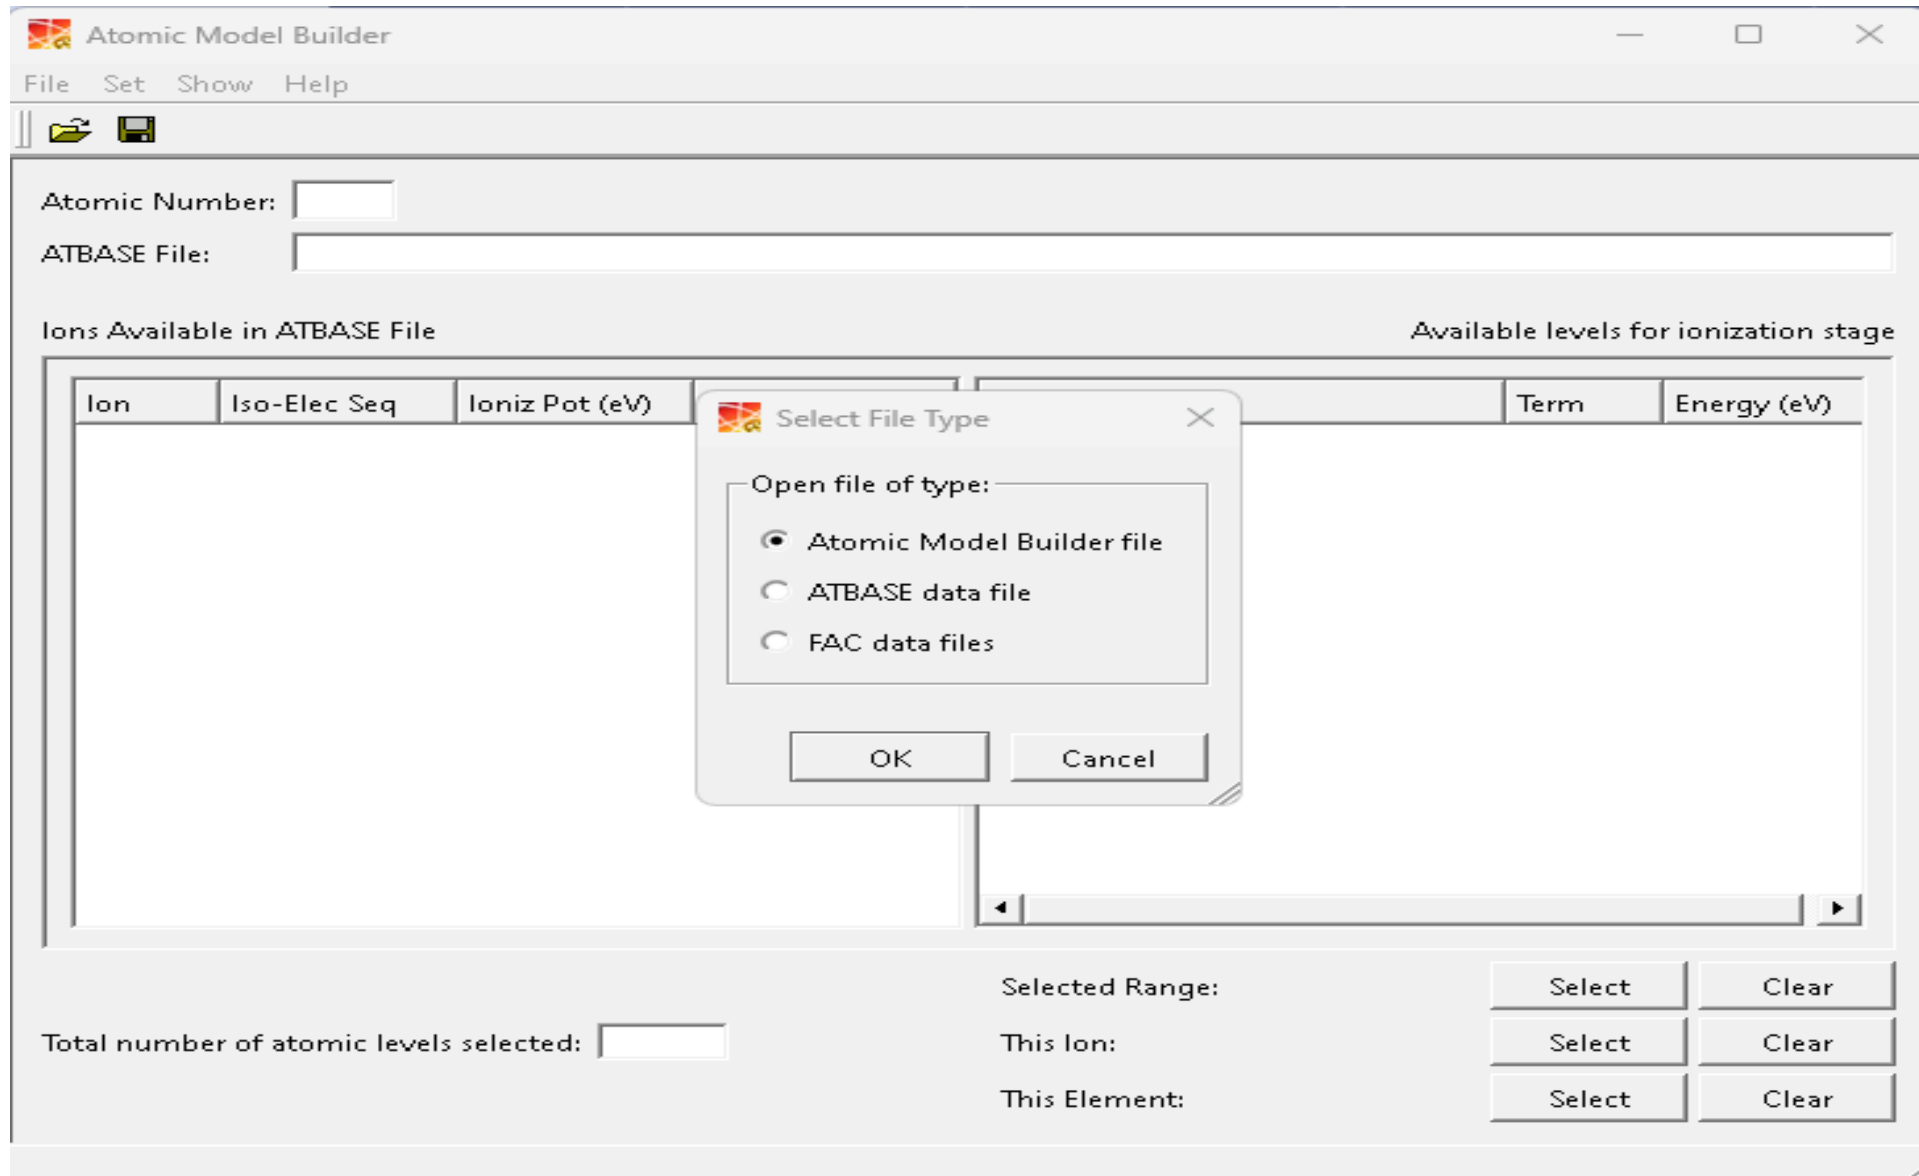 Atomic Model Builder
File Set Show Help
Atomic Number:
ATBASE File:
Ions Available in ATBASE File
Available levels for ionization stage
Ion Iso-Elec Seq Ioniz Pot (eV) Term Energy (eV)
Select File Type
Open file of type:
Atomic Model Builder file
ATBASE data file
FAC data files
OK Cancel
Selected Range: Select Clear
Total number of atomic levels selected:
This Ion: Select Clear
This Element: Select Clear